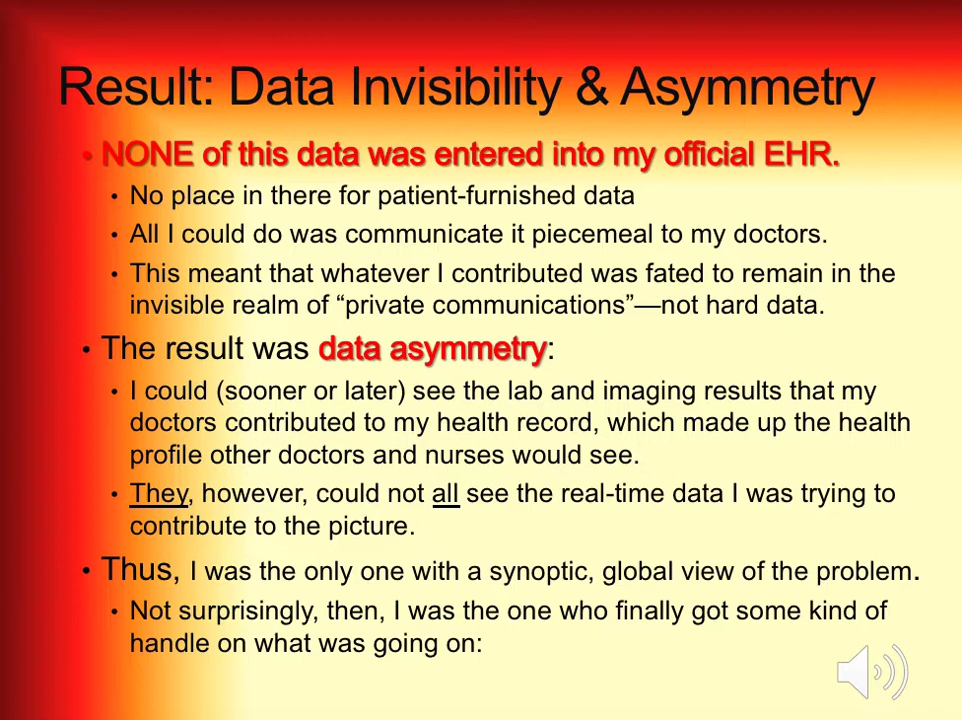 Result: Data Invisibility & Asymmetry
• NONE of this data was entered into my official EHR.
• No place in there for patient-furnished data
• All I could do was communicate it piecemeal to my doctors.
• This meant that whatever I contributed was fated to remain in the
invisible realm of “private communications”—not hard data.
• The result was data asymmetry:
• I could (sooner or later) see the lab and imaging results that my
doctors contributed to my health record, which made up the health
profile other doctors and nurses would see.
• They, however, could not all see the real-time data I was trying to
contribute to the picture.
• Thus, I was the only one with a synoptic, global view of the problem.
• Not surprisingly, then, I was the one who finally got some kind of
handle on what was going on: